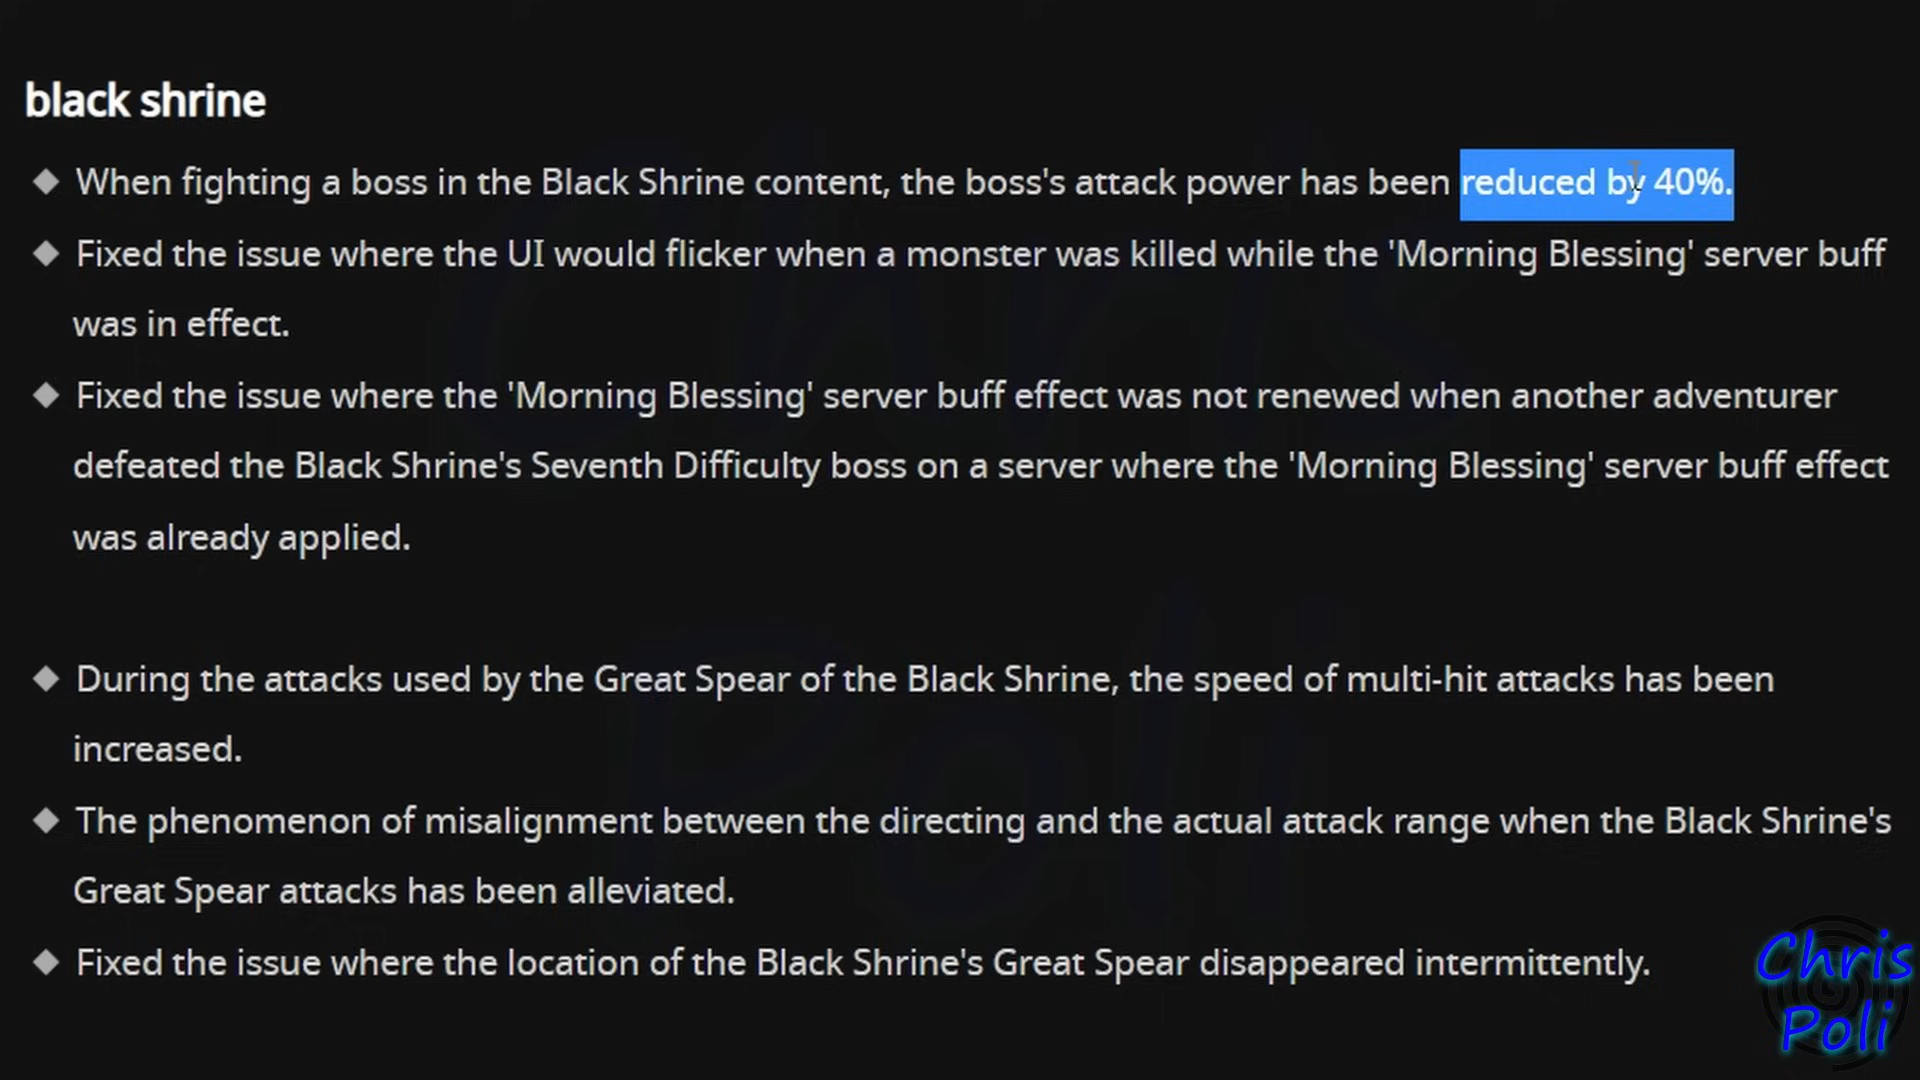 black shrine
◆ When fighting a boss in the Black Shrine content, the boss's attack power has been reduced by 40%.
◆ Fixed the issue where the UI would flicker when a monster was killed while the 'Morning Blessing' server buff
was in effect.
◆ Fixed the issue where the 'Morning Blessing' server buff effect was not renewed when another adventurer
defeated the Black Shrine's Seventh Difficulty boss on a server where the 'Morning Blessing' server buff effect
was already applied.
◆ During the attacks used by the Great Spear of the Black Shrine, the speed of multi-hit attacks has been
increased.
◆ The phenomenon of misalignment between the directing and the actual attack range when the Black Shrine's
Great Spear attacks has been alleviated.
◆ Fixed the issue where the location of the Black Shrine's Great Spear disappeared intermittently.
Chris
Poli